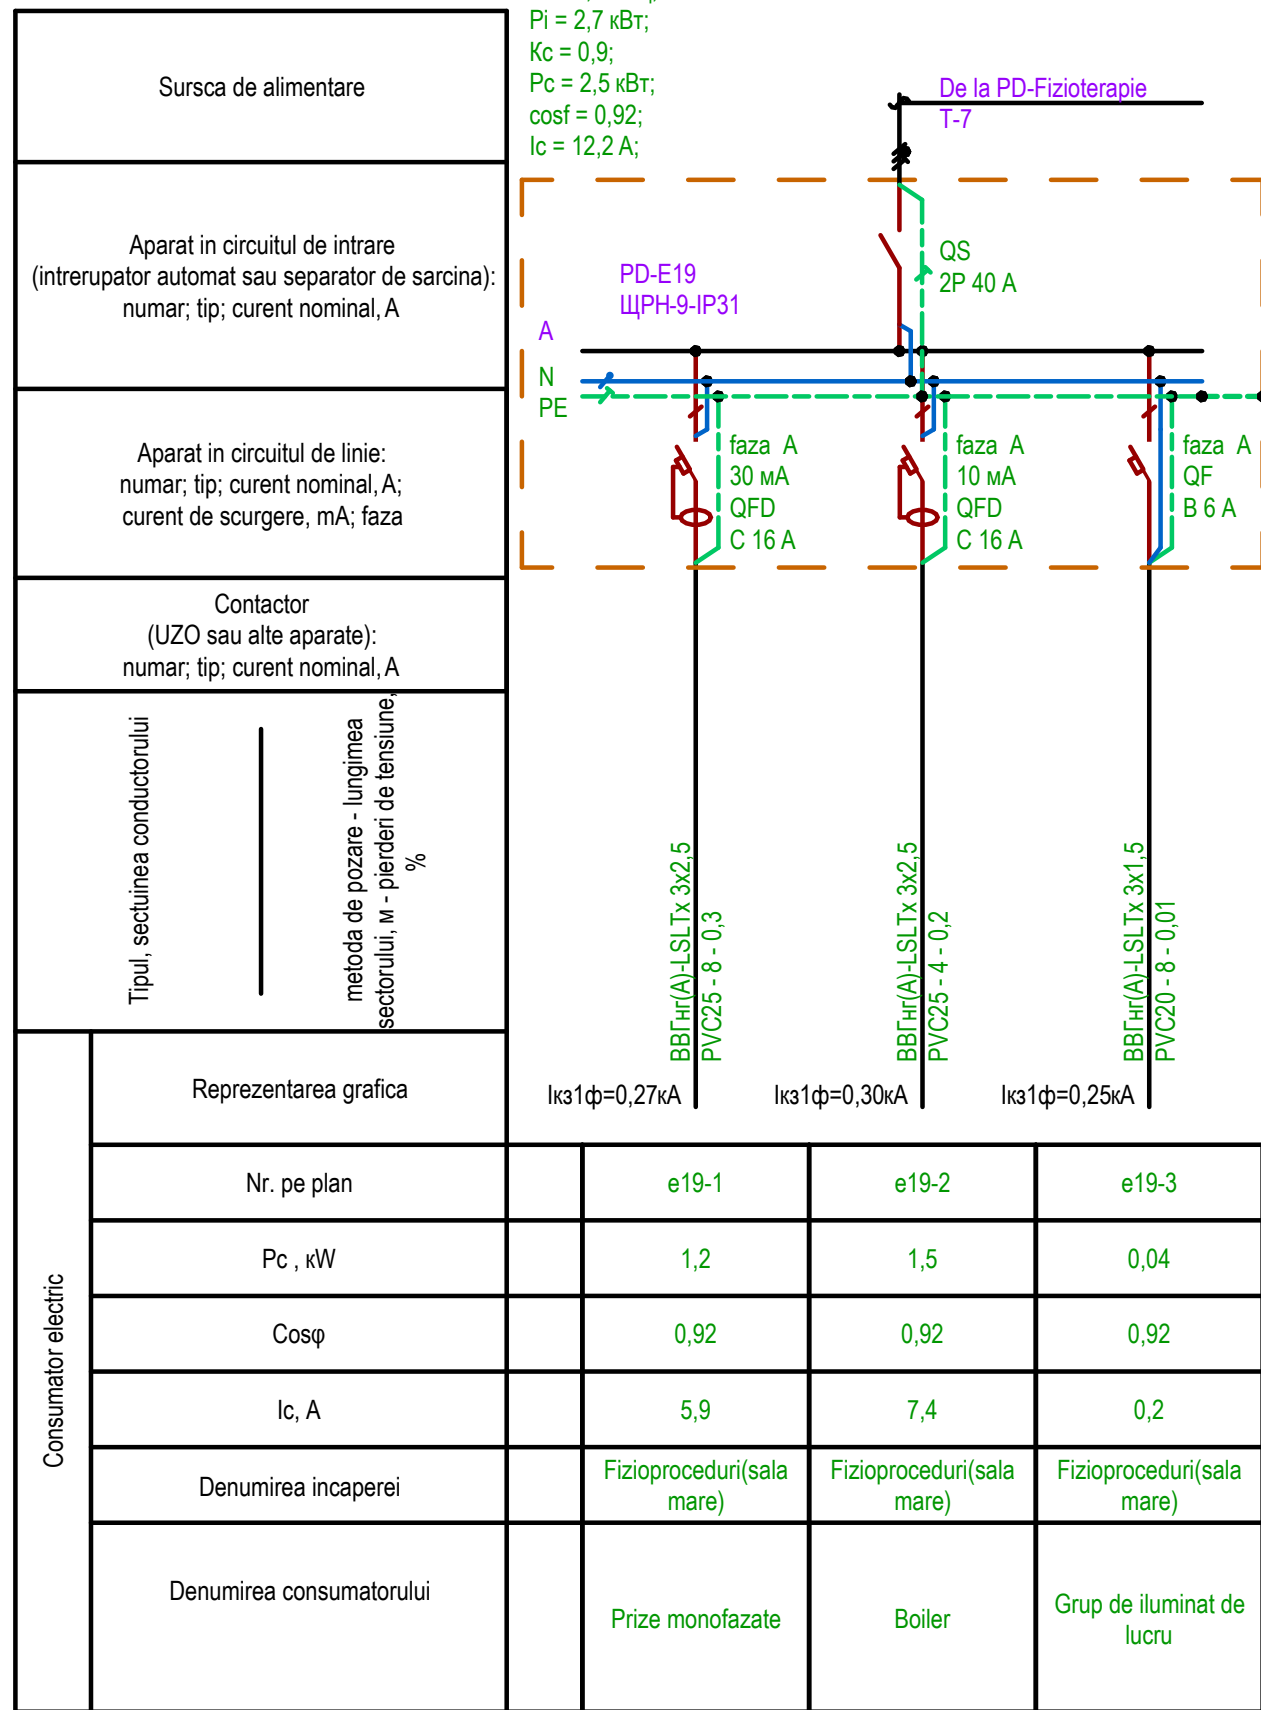 Pi = 2,7 кВт;
Kc = 0,9;
Pc = 2,5 кВт;
cosf = 0,92;
Ic = 12,2 A;
Sursca de alimentare
De la PD-Fizioterapie
T-7
Aparat in circuitul de intrare
(intrerupator automat sau separator de sarcina):
numar; tip; curent nominal, A
PD-E19
ЩРН-9-IP31
QS
2P 40 A
A
N
PE
Aparat in circuitul de linie:
numar; tip; curent nominal, A;
curent de scurgere, mA; faza
faza A
30 мА
QFD
C 16 A
faza A
10 мА
QFD
C 16 A
faza A
QF
B 6 A
Contactor
(UZO sau alte aparate):
numar; tip; curent nominal, A
Tipul, sectuinea conductorului
metoda de pozare - lungimea
sectorului, м - pierderi de tensiune,
%
ВВГнг(А)-LSLTx 3x2,5
PVC25 - 8 - 0,3
ВВГнг(А)-LSLTx 3x2,5
PVC25 - 4 - 0,2
ВВГнг(А)-LSLTx 3x1,5
PVC20 - 8 - 0,01
Consumator electric
Reprezentarea grafica
Iкз1ф=0,27кА
Iкз1ф=0,30кА
Iкз1ф=0,25кА
Nr. pe plan
e19-1
e19-2
e19-3
Pc , кW
1,2
1,5
0,04
Cosφ
0,92
0,92
0,92
Ic, A
5,9
7,4
0,2
Denumirea incaperei
Fizioproceduri(sala
mare)
Fizioproceduri(sala
mare)
Fizioproceduri(sala
mare)
Denumirea consumatorului
Prize monofazate
Boiler
Grup de iluminat de
lucru